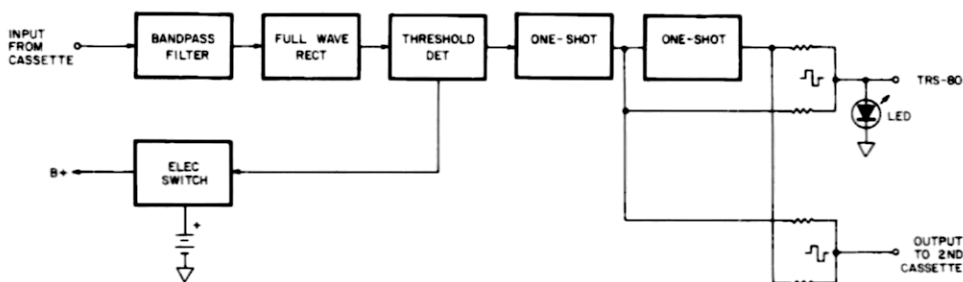 INPUT
FROM
CASSETTE
BANDPASS
FILTER
FULL WAVE
RECT
THRESHOLD
DET
ONE-SHOT
ONE-SHOT
TRS-80
LED
B+
ELEC
SWITCH
+
OUTPUT
TO 2ND
CASSETTE